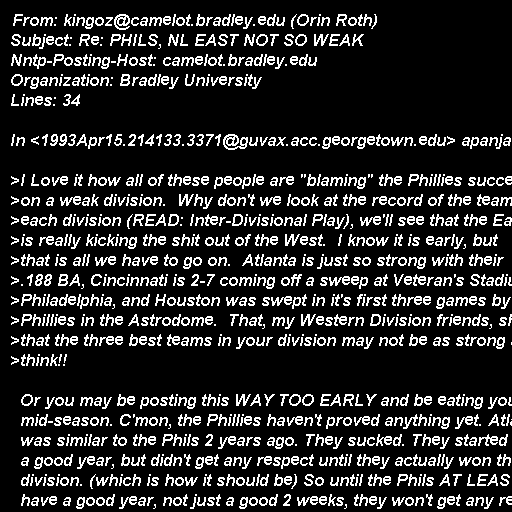 From: kingoz@camelot.bradley.edu (Orin Roth)
Subject: Re: PHILS, NL EAST NOT SO WEAK
Nntp-Posting-Host: camelot.bradley.edu
Organization: Bradley University
Lines: 34

In <1993Apr15.214133.3371@guvax.acc.georgetown.edu> apanja

>I Love it how all of these people are "blaming" the Phillies succe
>on a weak division.  Why don't we look at the record of the team
>each division (READ: Inter-Divisional Play), we'll see that the Ea
>is really kicking the shit out of the West.  I know it is early, but
>that is all we have to go on.  Atlanta is just so strong with their
>.188 BA, Cincinnati is 2-7 coming off a sweep at Veteran's Stadiu
>Philadelphia, and Houston was swept in it's first three games by
>Phillies in the Astrodome.  That, my Western Division friends, sh
>that the three best teams in your division may not be as strong
>think!!

Or you may be posting this WAY TOO EARLY and be eating you
mid-season. C'mon, the Phillies haven't proved anything yet. Atla
was similar to the Phils 2 years ago. They sucked. They started
a good year, but didn't get any respect until they actually won th
division. (which is how it should be) So until the Phils AT LEAS
have a good year, not just a good 2 weeks, they won't get any re